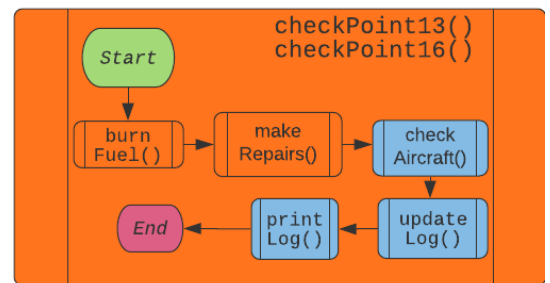 checkPoint13()
checkPoint16()
Start
burn
Fuel()
make
Repairs()
check
Aircraft()
update
Log()
print
Log()
End